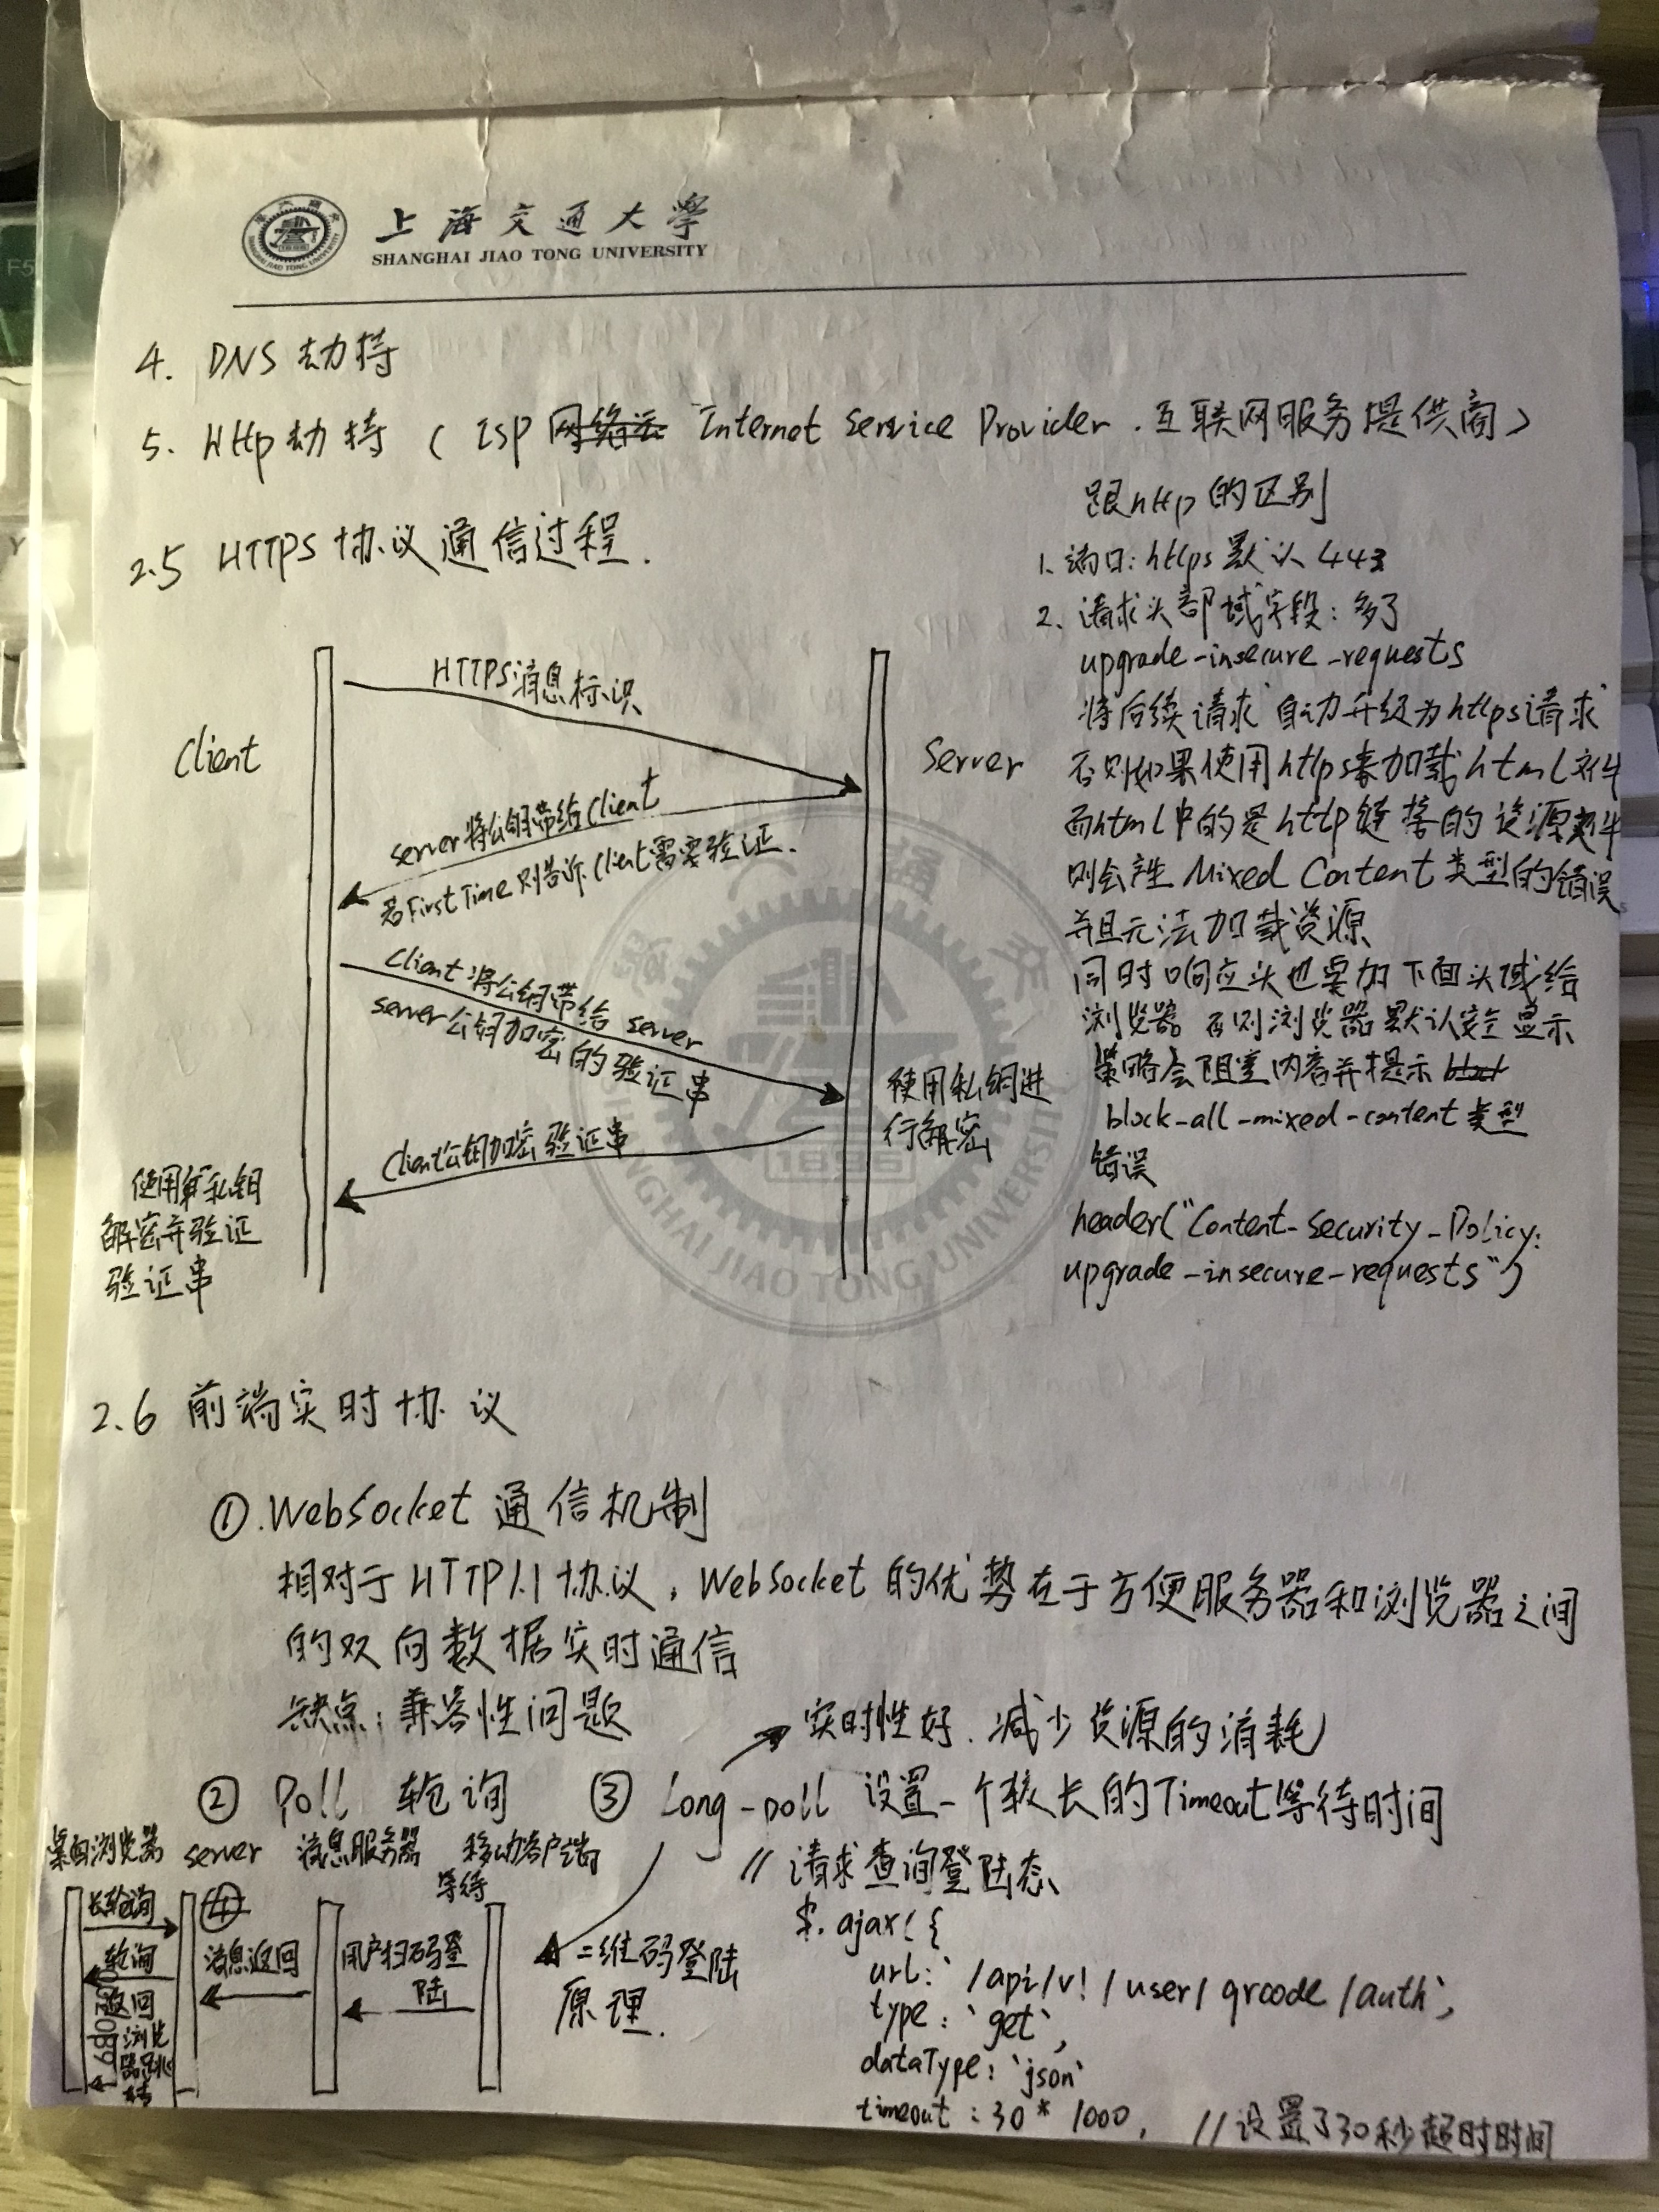 上海交通大學
SHANGHAI JIAO TONG UNIVERSITY
4. DNS 劫持
5. Http劫持 ( ISP Internet Service Provider. 互联网服务提供商)
2.5 HTTPS 协议通信过程.
Client
Server
HTTPS消息标识
server将公钥带给Client
若First Time则告诉Client需要验证.
Client将公钥带给 server
server公钥加密的验证串
使用私钥进
行解密
Client公钥加密验证串
使用私钥
解密并验证
验证串
跟http的区别
1. 端口: https默认 443
2. 请求头部域字段: 多了
upgrade-insecure-requests
将后续请求自动升级为https请求
否则如果使用https来加载html文件
而html中的是http链接的资源文件
则会产生 Mixed Content类型的错误
并且无法加载资源
同时响应头也要加下面头域给
浏览器 否则浏览器默认安全显示
策略会阻塞内容并提示
block-all-mixed-content类型
错误
header("Content-Security-Policy:
upgrade-insecure-requests")
2.6 前端实时协议
①.WebSocket 通信机制
相对于HTTP1.1协议, WebSocket的优势在于方便服务器和浏览器之间
的双向数据实时通信
缺点: 兼容性问题
实时性好. 减少资源的消耗
② Poll 轮询 ③ Long-poll 设置一个较长的Timeout等待时间
桌面浏览器 server 消息服务器 移动客户端
等待
长轮询
轮询
返回
浏览
器跳
转
④
消息返回
用户扫码登
陆
二维码登陆
原理.
// 请求查询登陆态
$.ajax({
url:`/api/v!/user/qrcode/auth`,
type:`get`,
dataType:`json`
timeout:30*1000, //设置了30秒超时时间